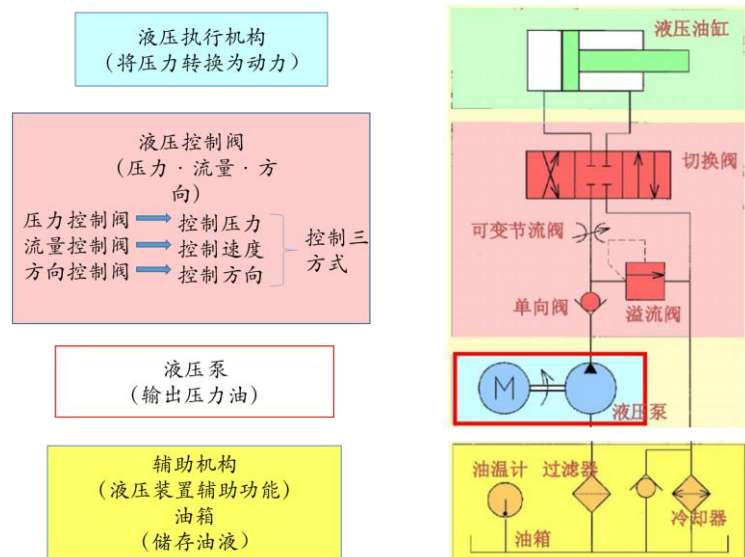 液压执行机构
(将压力转换为动力)
液压控制阀
(压力·流量·方
向)
压力控制阀 控制压力
流量控制阀 控制速度
方向控制阀 控制方向
控制三
方式
液压泵
(输出压力油)
辅助机构
(液压装置辅助功能)
油箱
(储存油液)
液压油缸
切换阀
可变节流阀
单向阀
溢流阀
M
液压泵
油温计 过滤器
冷却器
油箱